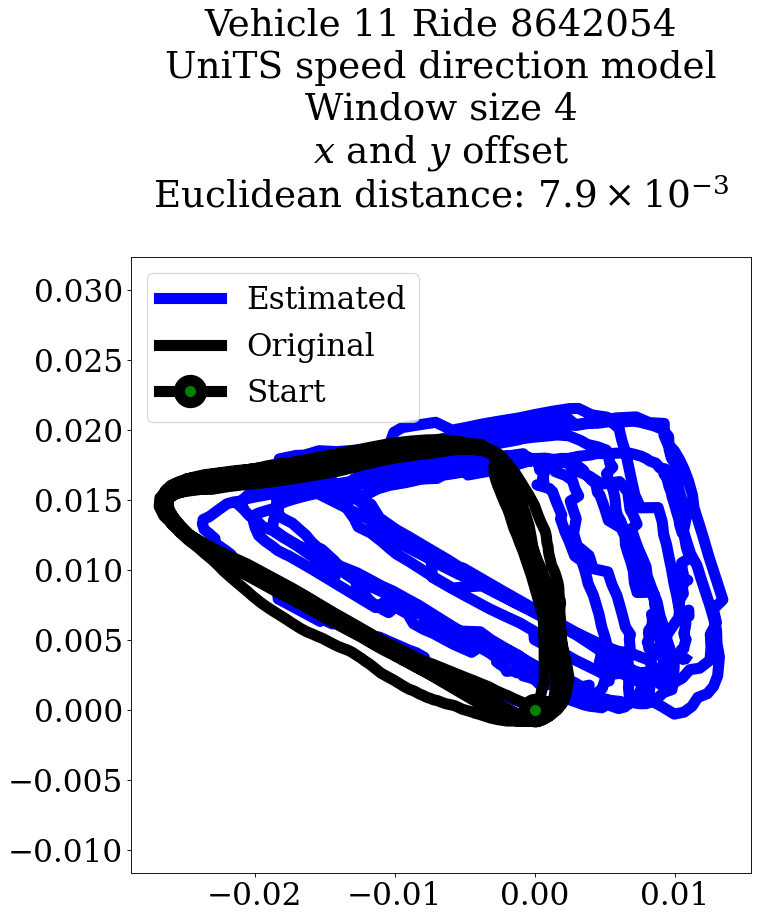 Vehicle 11 Ride 8642054
UniTS speed direction model
Window size 4
x and y offset
Euclidean distance: 7.9 × 10⁻³
Estimated
Original
Start
0.030
0.025
0.020
0.015
0.010
0.005
0.000
−0.005
−0.010
−0.02 −0.01 0.00 0.01